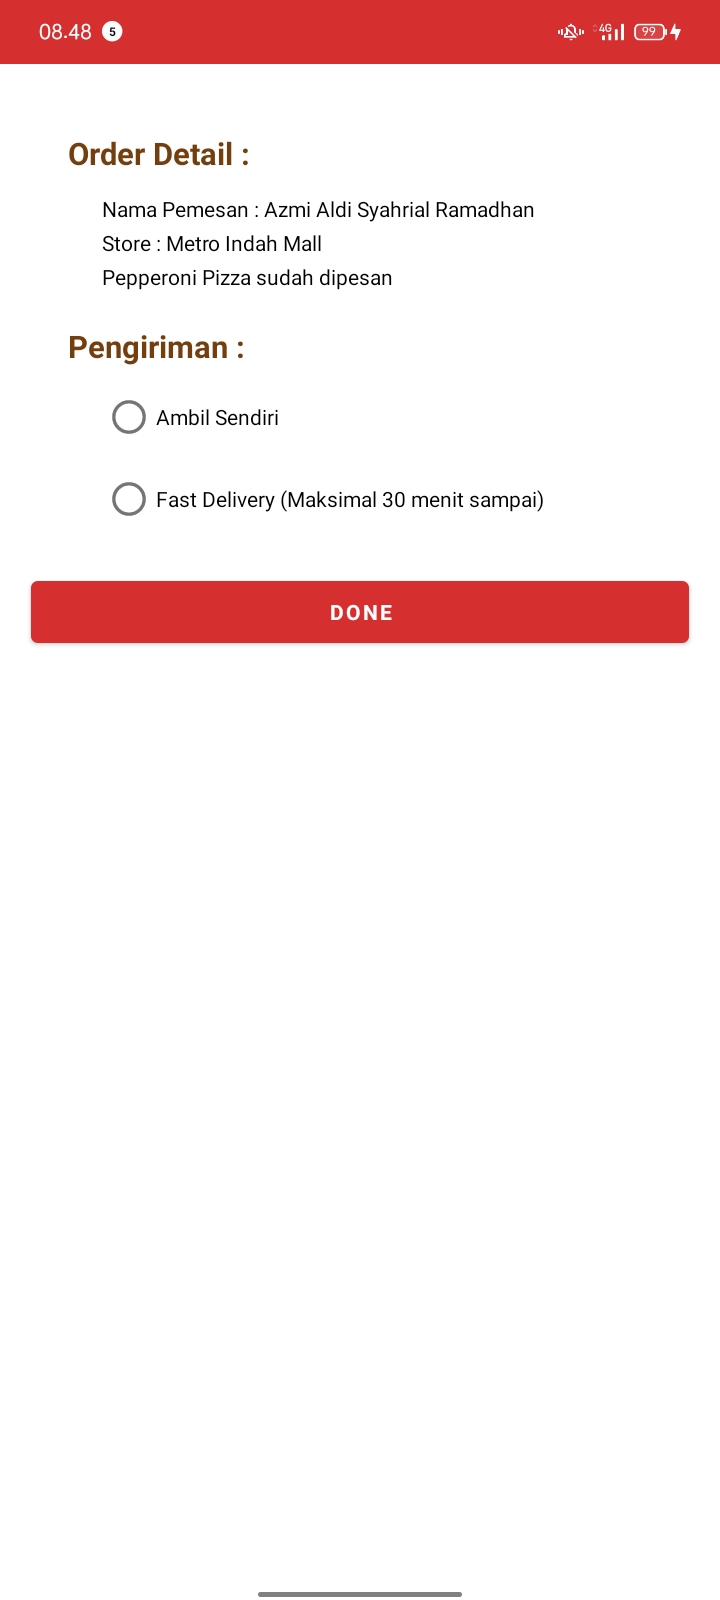 08.48 5 4G 99
Order Detail :
Nama Pemesan : Azmi Aldi Syahrial Ramadhan
Store : Metro Indah Mall
Pepperoni Pizza sudah dipesan
Pengiriman :
Ambil Sendiri
Fast Delivery (Maksimal 30 menit sampai)
DONE